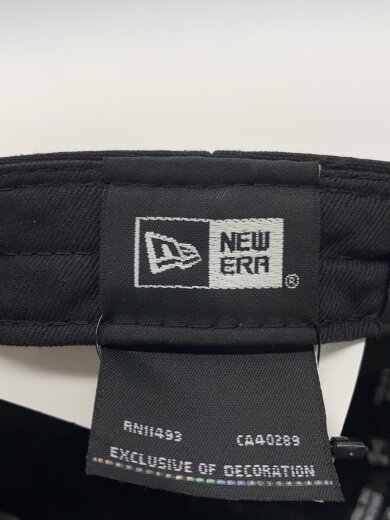 NEW
ERA
®
RN11493 CA40289
EXCLUSIVE OF DECORATION